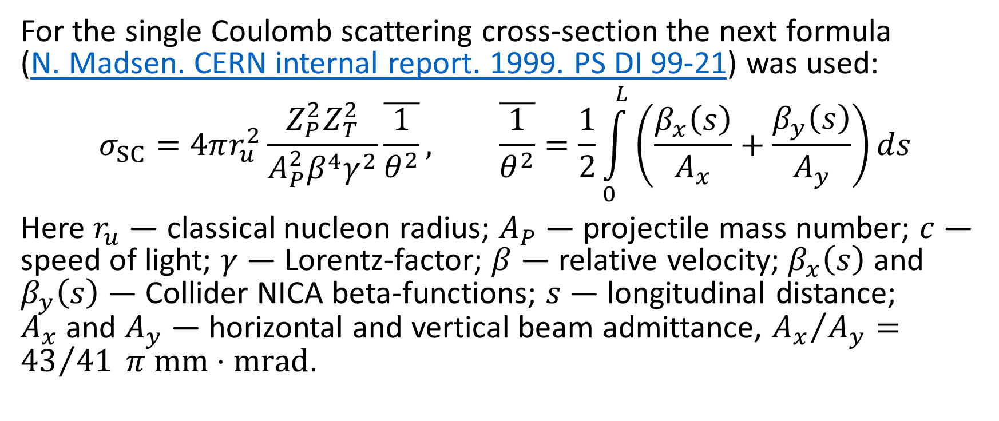 For the single Coulomb scattering cross-section the next formula
(N. Madsen. CERN internal report. 1999. PS DI 99-21) was used:
$\sigma_{\mathrm{SC}} = 4\pi r_u^2 \frac{Z_P^2 Z_T^2}{A_P^2 \beta^4 \gamma^2} \overline{\frac{1}{\theta^2}}, \quad \overline{\frac{1}{\theta^2}} = \frac{1}{2} \int_0^L \left( \frac{\beta_x(s)}{A_x} + \frac{\beta_y(s)}{A_y} \right) ds$
Here $r_u$ — classical nucleon radius; $A_P$ — projectile mass number; $c$ —
speed of light; $\gamma$ — Lorentz-factor; $\beta$ — relative velocity; $\beta_x(s)$ and
$\beta_y(s)$ — Collider NICA beta-functions; $s$ — longitudinal distance;
$A_x$ and $A_y$ — horizontal and vertical beam admittance, $A_x/A_y =$
$43/41\ \pi\ \mathrm{mm} \cdot \mathrm{mrad}$.